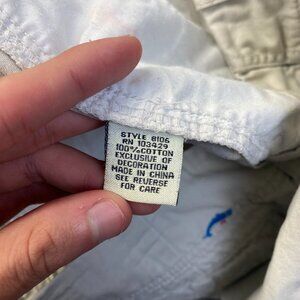 STYLE 8106
RN 103429
100%COTTON
EXCLUSIVE OF
DECORATION
MADE IN CHINA
SEE REVERSE
FOR CARE